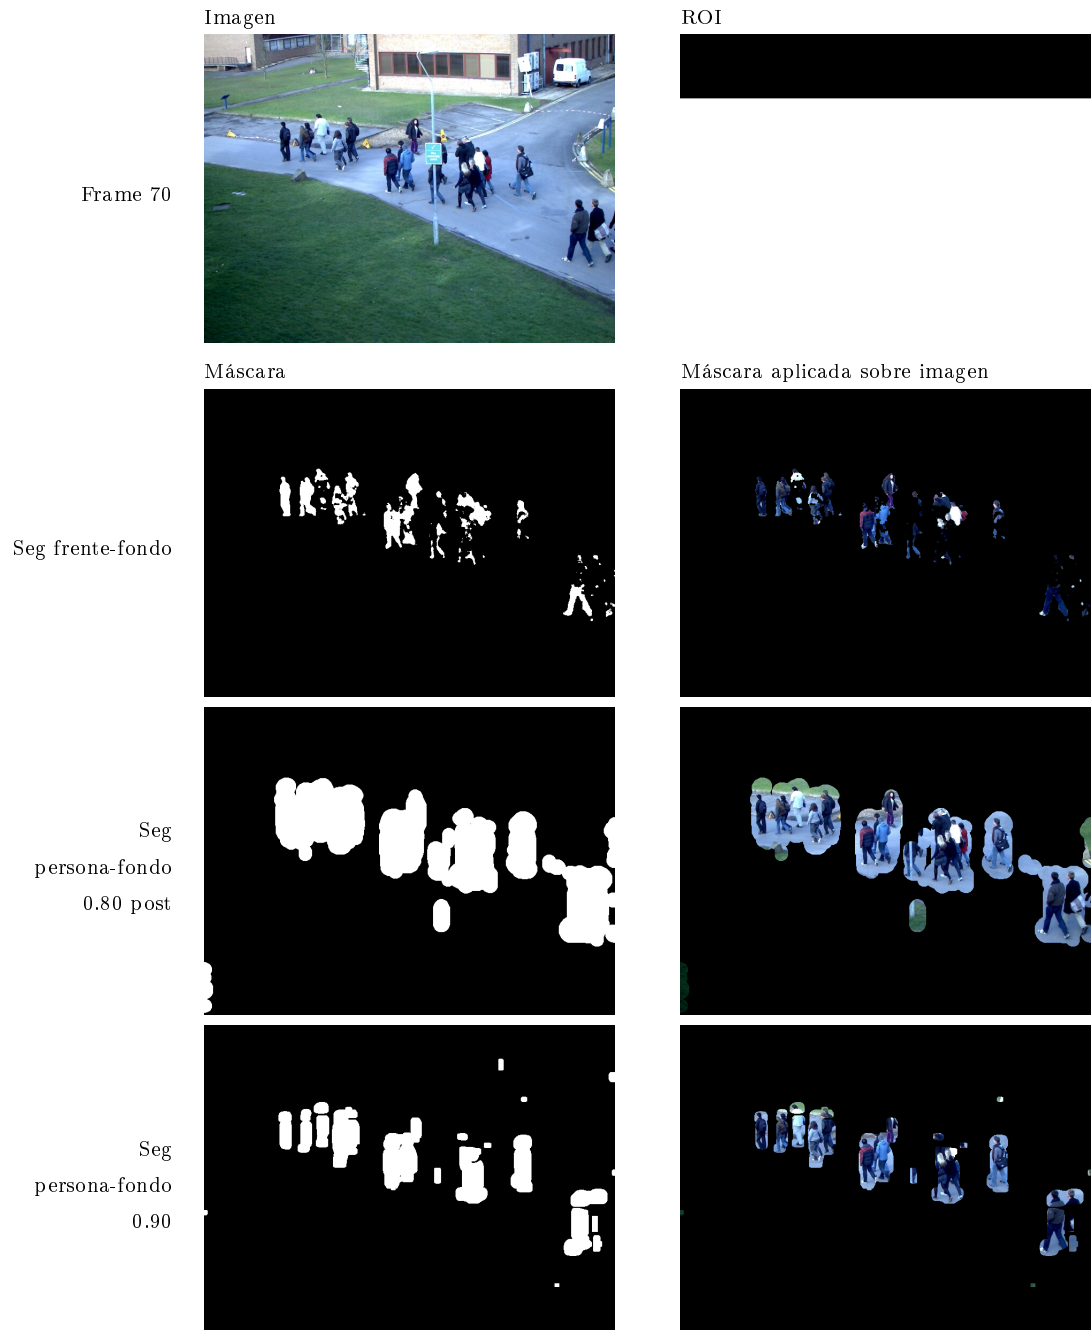 Imagen
ROI
Frame 70
Máscara
Máscara aplicada sobre imagen
Seg frente-fondo
Seg
persona-fondo
0.80 post
Seg
persona-fondo
0.90